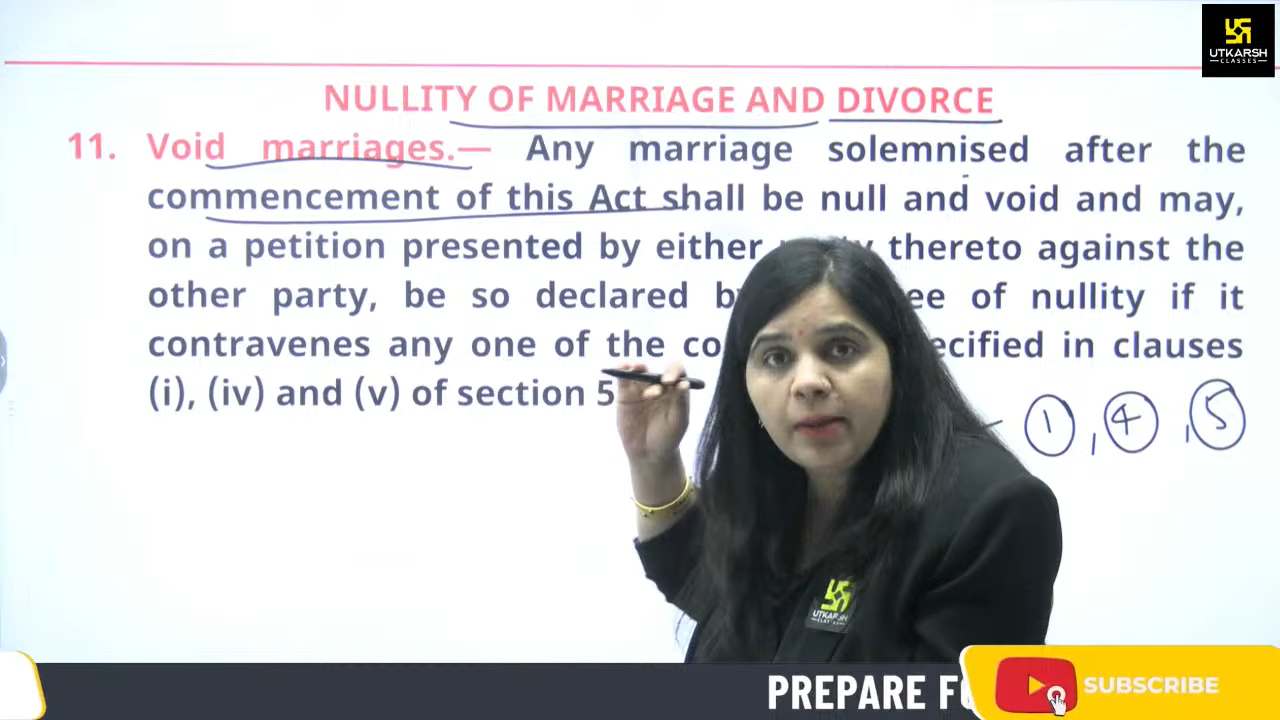 UTKARSH
CLASSES
NULLITY OF MARRIAGE AND DIVORCE
11. Void marriages.— Any marriage solemnised after the
commencement of this Act shall be null and void and may,
on a petition presented by either thereto against the
other party, be so declared of nullity if it
contravenes any one of the in clauses
(i), (iv) and (v) of section 5
1, 4, 5
UTKARSH
CLASSES
PREPARE
SUBSCRIBE